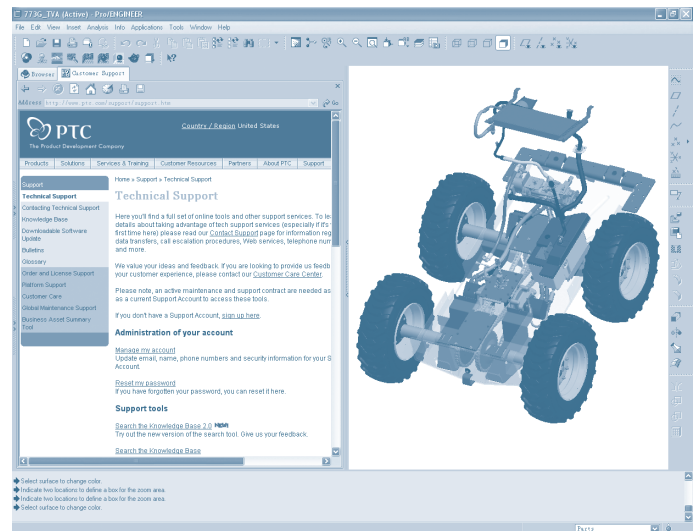 773G_TVA (Active) - Pro/ENGINEER
File Edit View Insert Analysis Info Applications Tools Window Help
Browser Customer Support
Address http://www.ptc.com/support/support.htm Go
PTC
The Product Development Company
Country / Region United States
Products Solutions Services & Training Customer Resources Partners About PTC Support
Support
Technical Support
Contacting Technical Support
Knowledge Base
Downloadable Software
Update
Bulletins
Glossary
Order and License Support
Platform Support
Customer Care
Global Maintenance Support
Business Asset Summary
Tool
Home » Support » Technical Support
Technical Support
Here you'll find a full set of online tools and other support services. To lea
details about taking advantage of tech support services (especially if it's
first time here) please read our Contact Support page for information reg
data transfers, call escalation procedures, Web services, telephone num
and more.
We value your ideas and feedback. If you are looking to provide us feedb
your customer experience, please contact our Customer Care Center.
Please note, an active maintenance and support contract are needed as
as a current Support Account to access these tools.
If you don't have a Support Account, sign up here.
Administration of your account
Manage my account
Update email, name, phone numbers and security information for your S
Account.
Reset my password
If you have forgotten your password, you can reset it here.
Support tools
Search the Knowledge Base 2.0 NEW!
Try out the new version of the search tool. Give us your feedback.
Search the Knowledge Base
Select surface to change color.
Indicate two locations to define a box for the zoom area.
Indicate two locations to define a box for the zoom area.
Select surface to change color.
Parts